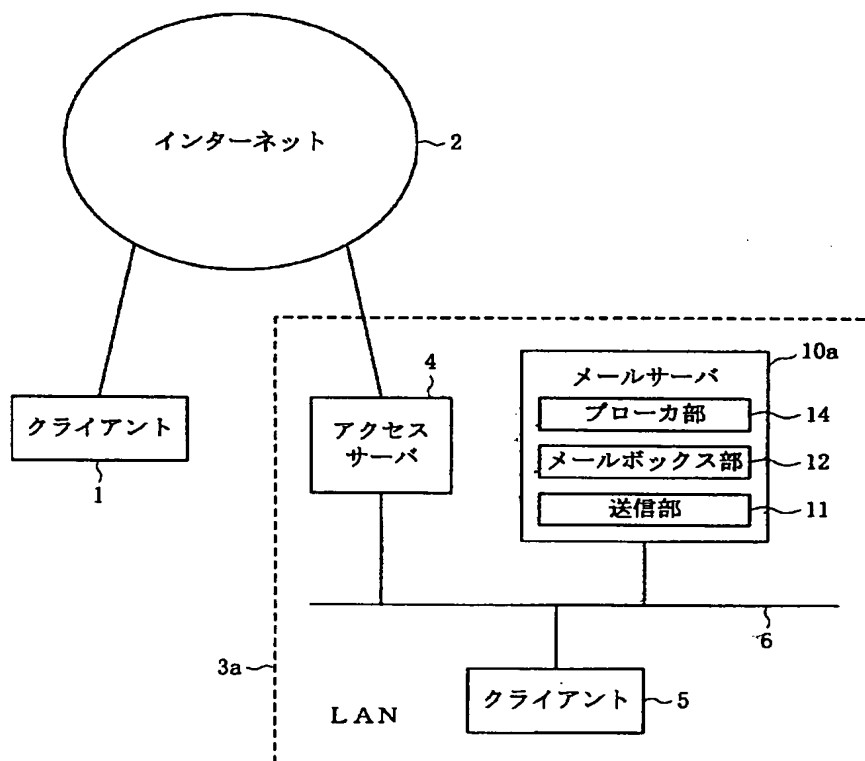 インターネット
2
10a
メールサーバ
4
ブローカ部
14
クライアント
アクセス
サーバ
メールボックス部
12
1
送信部
11
6
3a
クライアント
5
LAN